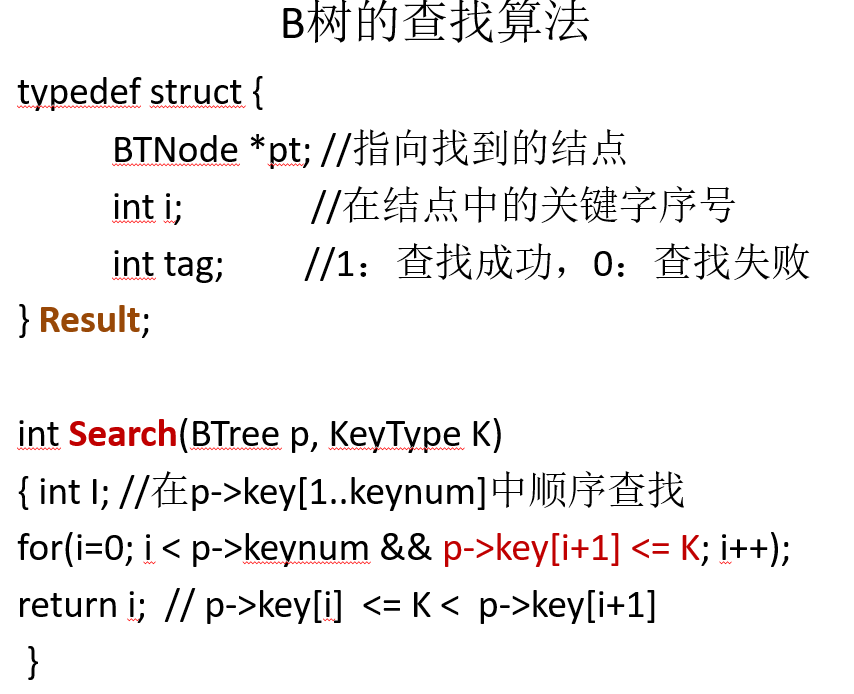 B树的查找算法
typedef struct {
BTNode *pt; //指向找到的结点
int i; //在结点中的关键字序号
int tag; //1：查找成功，0：查找失败
} Result;
int Search(BTree p, KeyType K)
{ int I; //在p->key[1..keynum]中顺序查找
for(i=0; i < p->keynum && p->key[i+1] <= K; i++);
return i; // p->key[i] <= K < p->key[i+1]
}